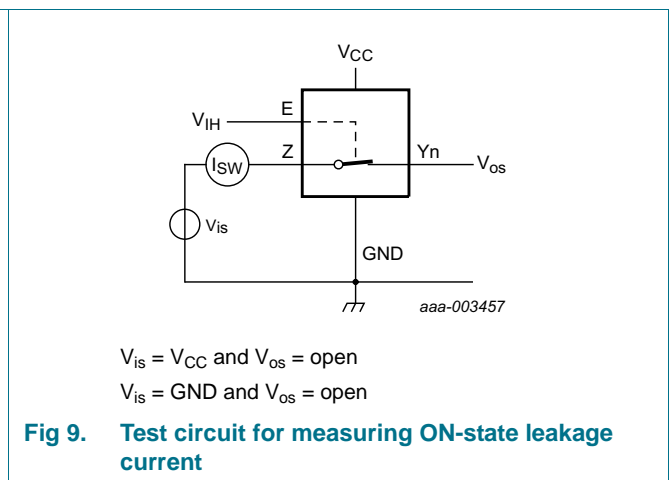 VCC
VIH
E
ISW
Z
Yn
Vos
Vis
GND
aaa-003457
Vis = VCC and Vos = open
Vis = GND and Vos = open
Fig 9. Test circuit for measuring ON-state leakage
current